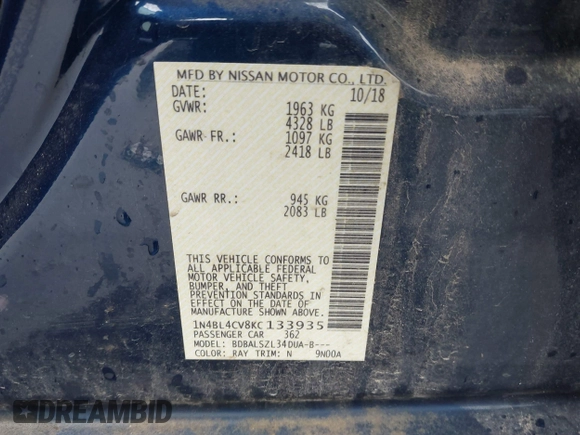 MFD BY NISSAN MOTOR CO., LTD.
DATE: 10/18
GVWR: 1963 KG
4328 LB
GAWR FR.: 1097 KG
2418 LB
GAWR RR.: 945 KG
2083 LB
THIS VEHICLE CONFORMS TO
ALL APPLICABLE FEDERAL
MOTOR VEHICLE SAFETY,
BUMPER, AND THEFT
PREVENTION STANDARDS IN
EFFECT ON THE DATE OF
MANUFACTURE SHOWN ABOVE.
1N4BL4CV8KC133935
PASSENGER CAR 362
MODEL: BDBALSZL34DUA-B---
COLOR: RAY TRIM: N 9N00A
DREAMBID